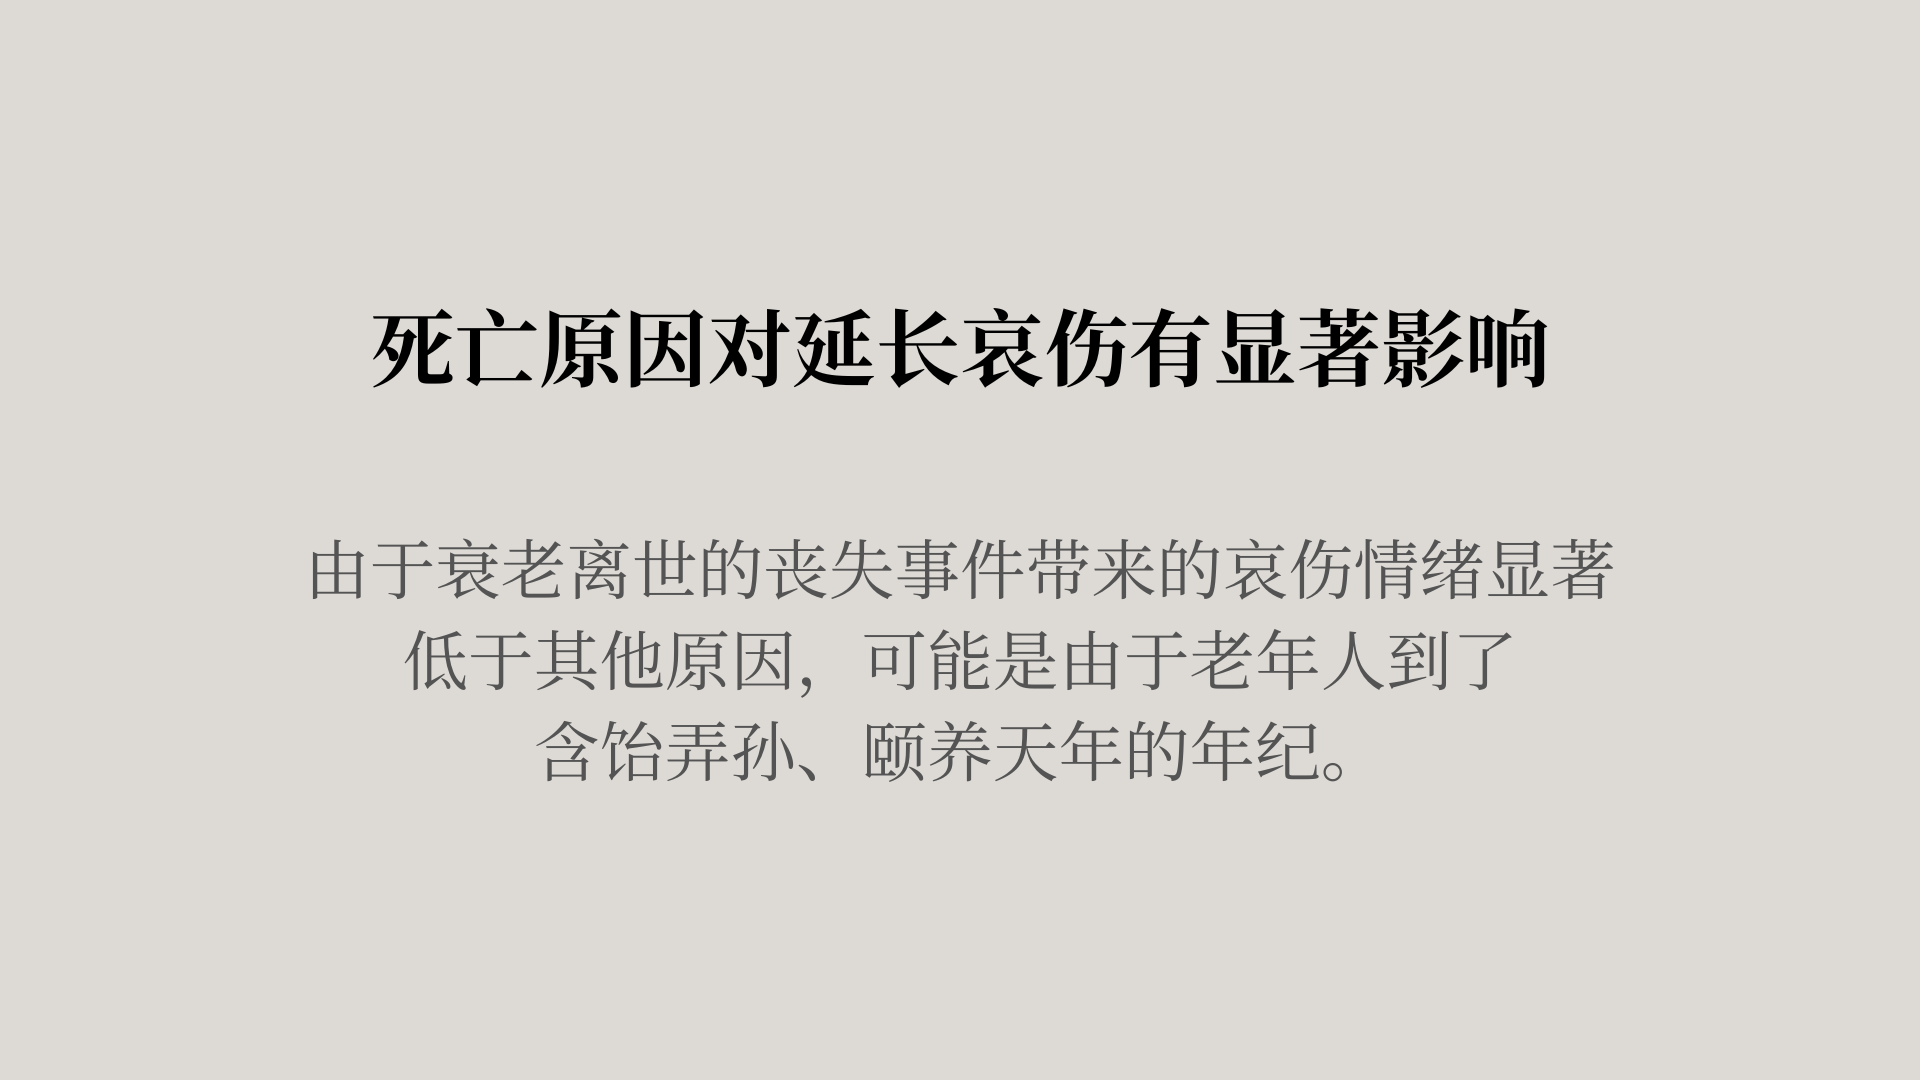 死亡原因对延长哀伤有显著影响
由于衰老离世的丧失事件带来的哀伤情绪显著
低于其他原因，可能是由于老年人到了
含饴弄孙、颐养天年的年纪。